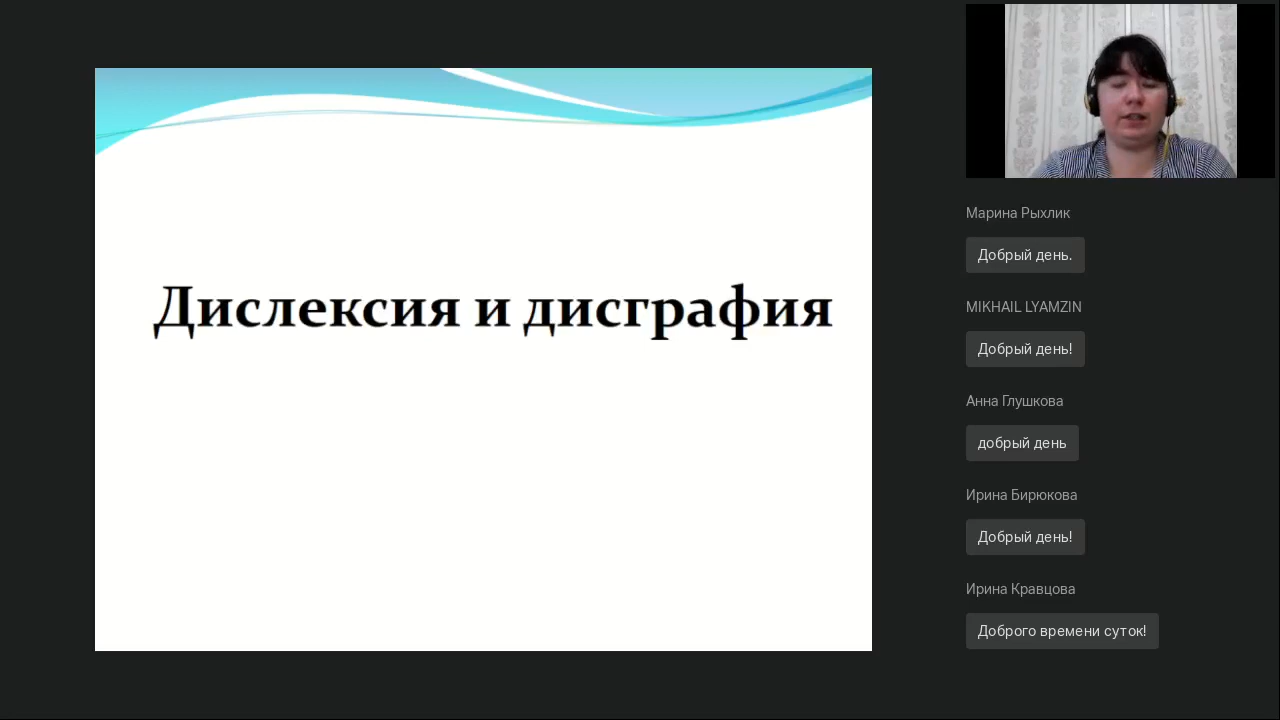 Дислексия и дисграфия
Марина Рыхлик
Добрый день.
MIKHAIL LYAMZIN
Добрый день!
Анна Глушкова
добрый день
Ирина Бирюкова
Добрый день!
Ирина Кравцова
Доброго времени суток!